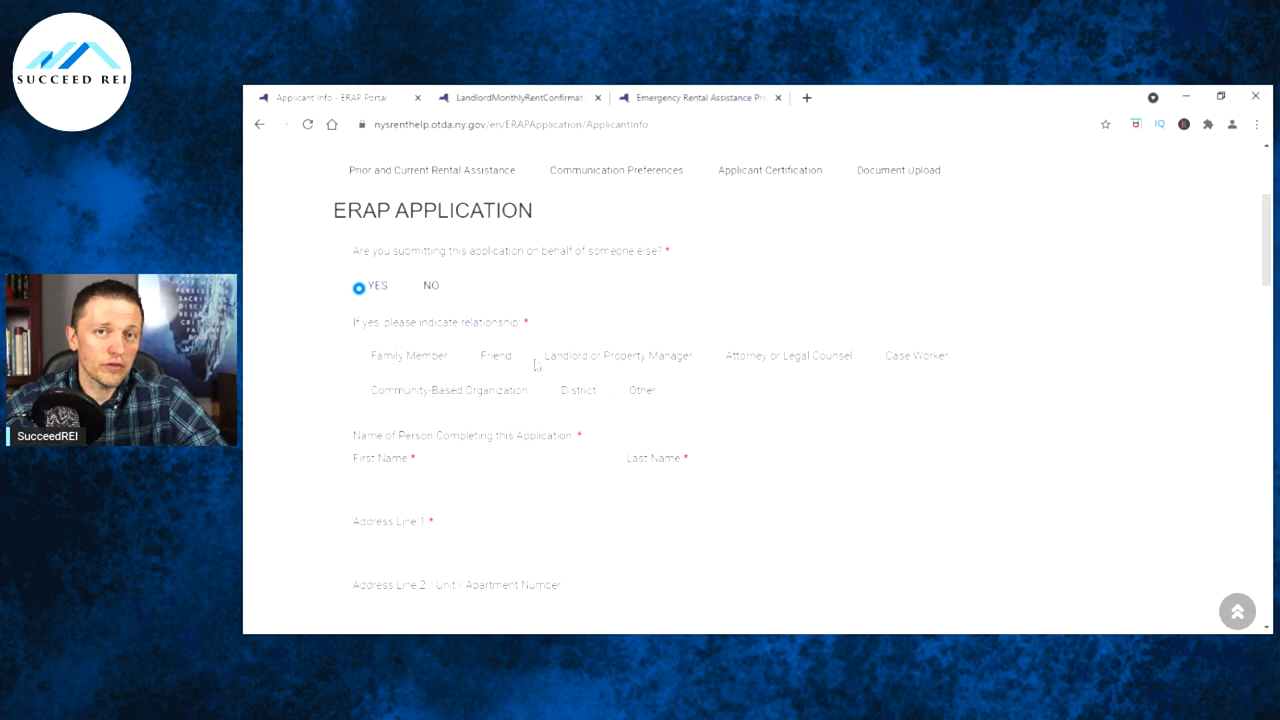 SUCCEED REI
Applicant Info - ERAP Portal
LandlordMonthlyRentConfirmat
Emergency Rental Assistance Pr
nysrenthelp.otda.ny.gov/en/ERAPApplication/ApplicantInfo
IQ
Prior and Current Rental Assistance Communication Preferences Applicant Certification Document Upload
ERAP APPLICATION
Are you submitting this application on behalf of someone else? *
YES NO
If yes, please indicate relationship: *
Family Member Friend Landlord or Property Manager Attorney or Legal Counsel Case Worker
Community-Based Organization District Other
Name of Person Completing this Application *
First Name * Last Name *
Address Line 1 *
Address Line 2 / Unit / Apartment Number
SucceedREI